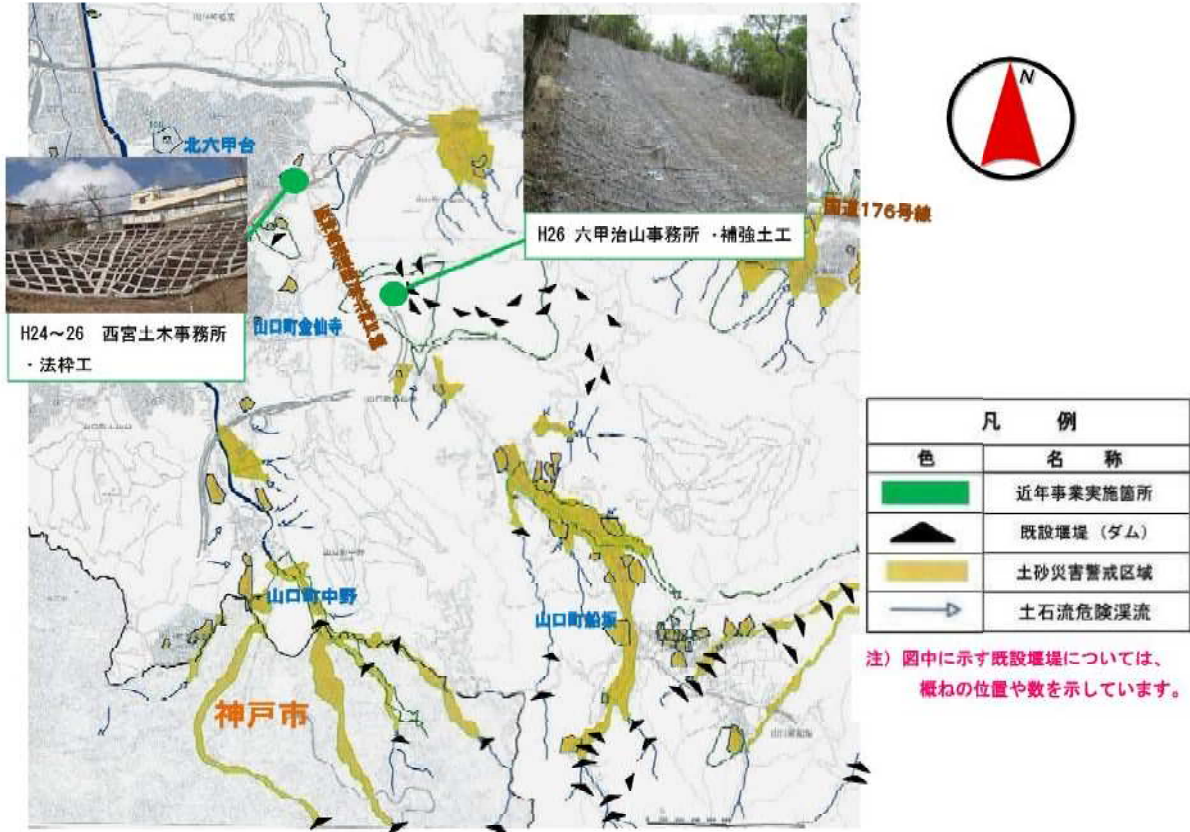 北六甲台
N
H26 六甲治山事務所 ・補強土工
国道176号線
H24～26 西宮土木事務所
・法枠工
山口町金仙寺
山口町中野
山口町船坂
神戸市
凡 例
色 名 称
近年事業実施箇所
既設堰堤（ダム）
土砂災害警戒区域
土石流危険渓流
注）図中に示す既設堰堤については、
概ねの位置や数を示しています。